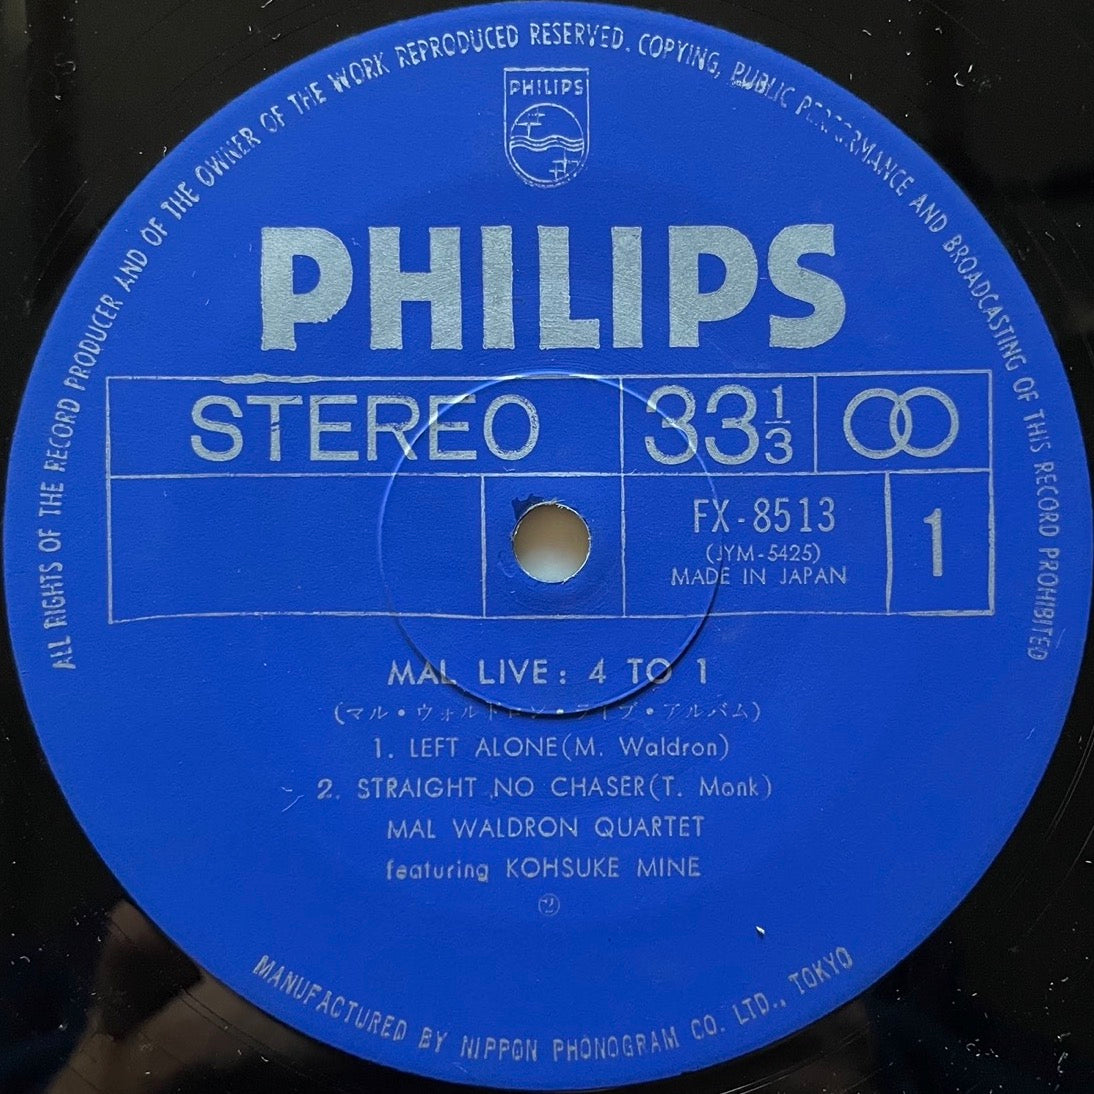 ALL RIGHTS OF THE RECORD PRODUCER AND OF THE OWNER OF THE WORK REPRODUCED RESERVED. COPYING, PUBLIC PERFORMANCE AND BROADCASTING OF THIS RECORD PROHIBITED
PHILIPS
PHILIPS
STEREO 33 1/3
FX-8513
(JYM-5425)
MADE IN JAPAN
1
MAL LIVE: 4 TO 1
(マル・ウォルドロン・ライブ・アルバム)
1. LEFT ALONE(M. Waldron)
2. STRAIGHT NO CHASER(T. Monk)
MAL WALDRON QUARTET
featuring KOHSUKE MINE
MANUFACTURED BY NIPPON PHONOGRAM CO. LTD., TOKYO